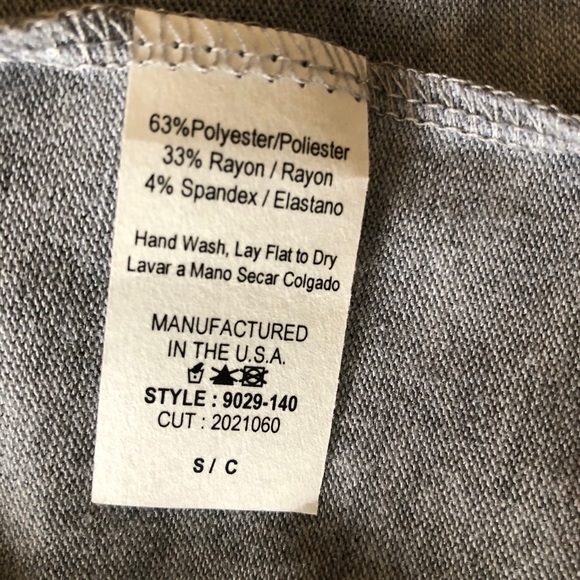 63%Polyester/Poliester
33% Rayon / Rayon
4% Spandex / Elastano
Hand Wash, Lay Flat to Dry
Lavar a Mano Secar Colgado
MANUFACTURED
IN THE U.S.A.
STYLE : 9029-140
CUT : 2021060
S / C